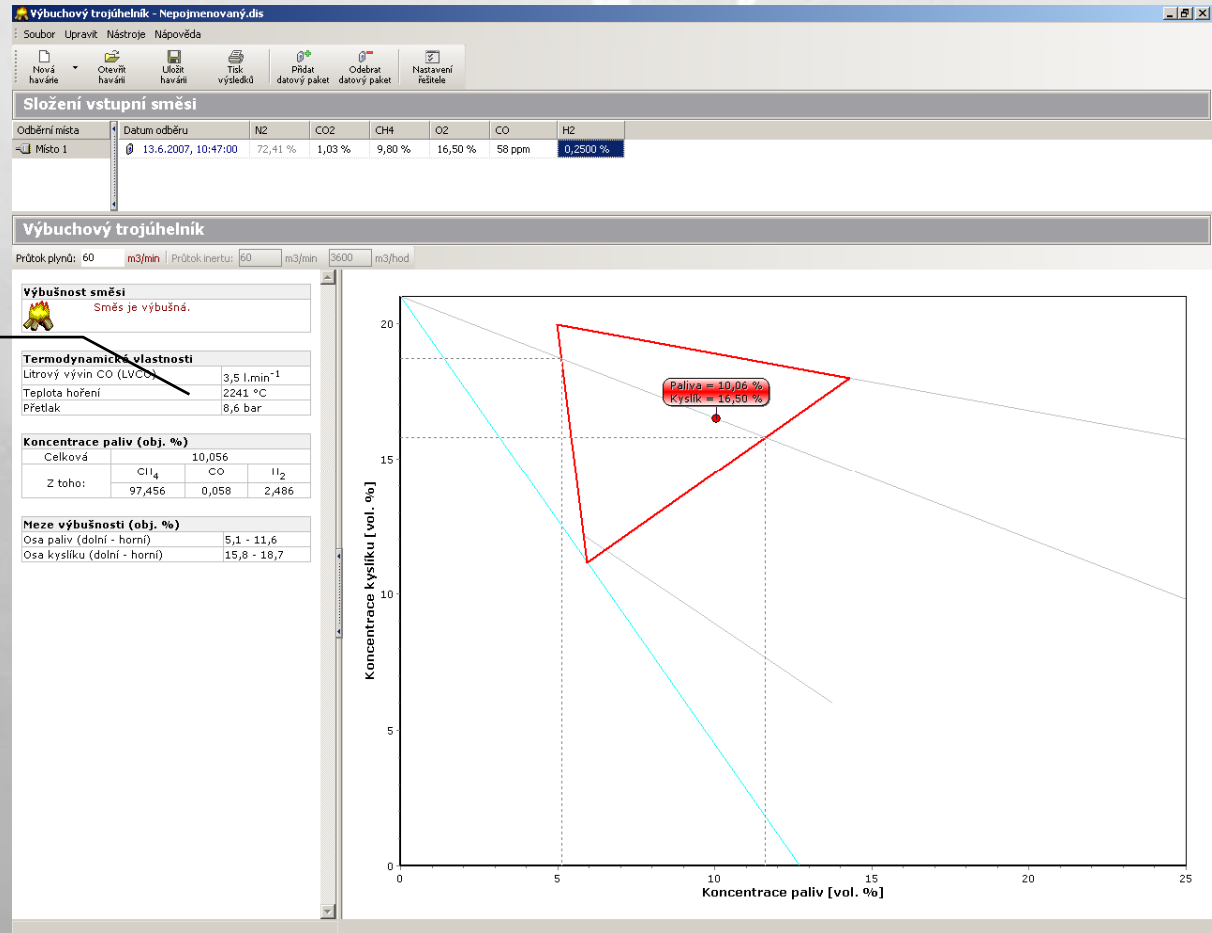 Výbuchový trojúhelník - Nepojmenovaný.dis
Soubor Upravit Nástroje Nápověda
Nová havárie
Otevřít havárii
Uložit havárii
Tisk výsledků
Přidat datový paket
Odebrat datový paket
Nastavení řešitele
Složení vstupní směsi
Odběrní místa Datum odběru N2 CO2 CH4 O2 CO H2
Místo 1 13.6.2007, 10:47:00 72,41 % 1,03 % 9,80 % 16,50 % 58 ppm 0,2500 %
Výbuchový trojúhelník
Průtok plynů: 60 m3/min Průtok inertu: 60 m3/min 3600 m3/hod
Výbušnost směsi
Směs je výbušná.
Termodynamické vlastnosti
Litrový vývin CO (LVCO) 3,5 l.min-1
Teplota hoření 2241 °C
Přetlak 8,6 bar
Koncentrace paliv (obj. %)
Celková 10,056
Z toho: CH4 CO H2
97,456 0,058 2,486
Meze výbušnosti (obj. %)
Osa paliv (dolní - horní) 5,1 - 11,6
Osa kyslíku (dolní - horní) 15,8 - 18,7
Paliva = 10,06 %
Kyslík = 16,50 %
Koncentrace kyslíku [vol. %]
20
15
10
5
0
0 5 10 15 20 25
Koncentrace paliv [vol. %]